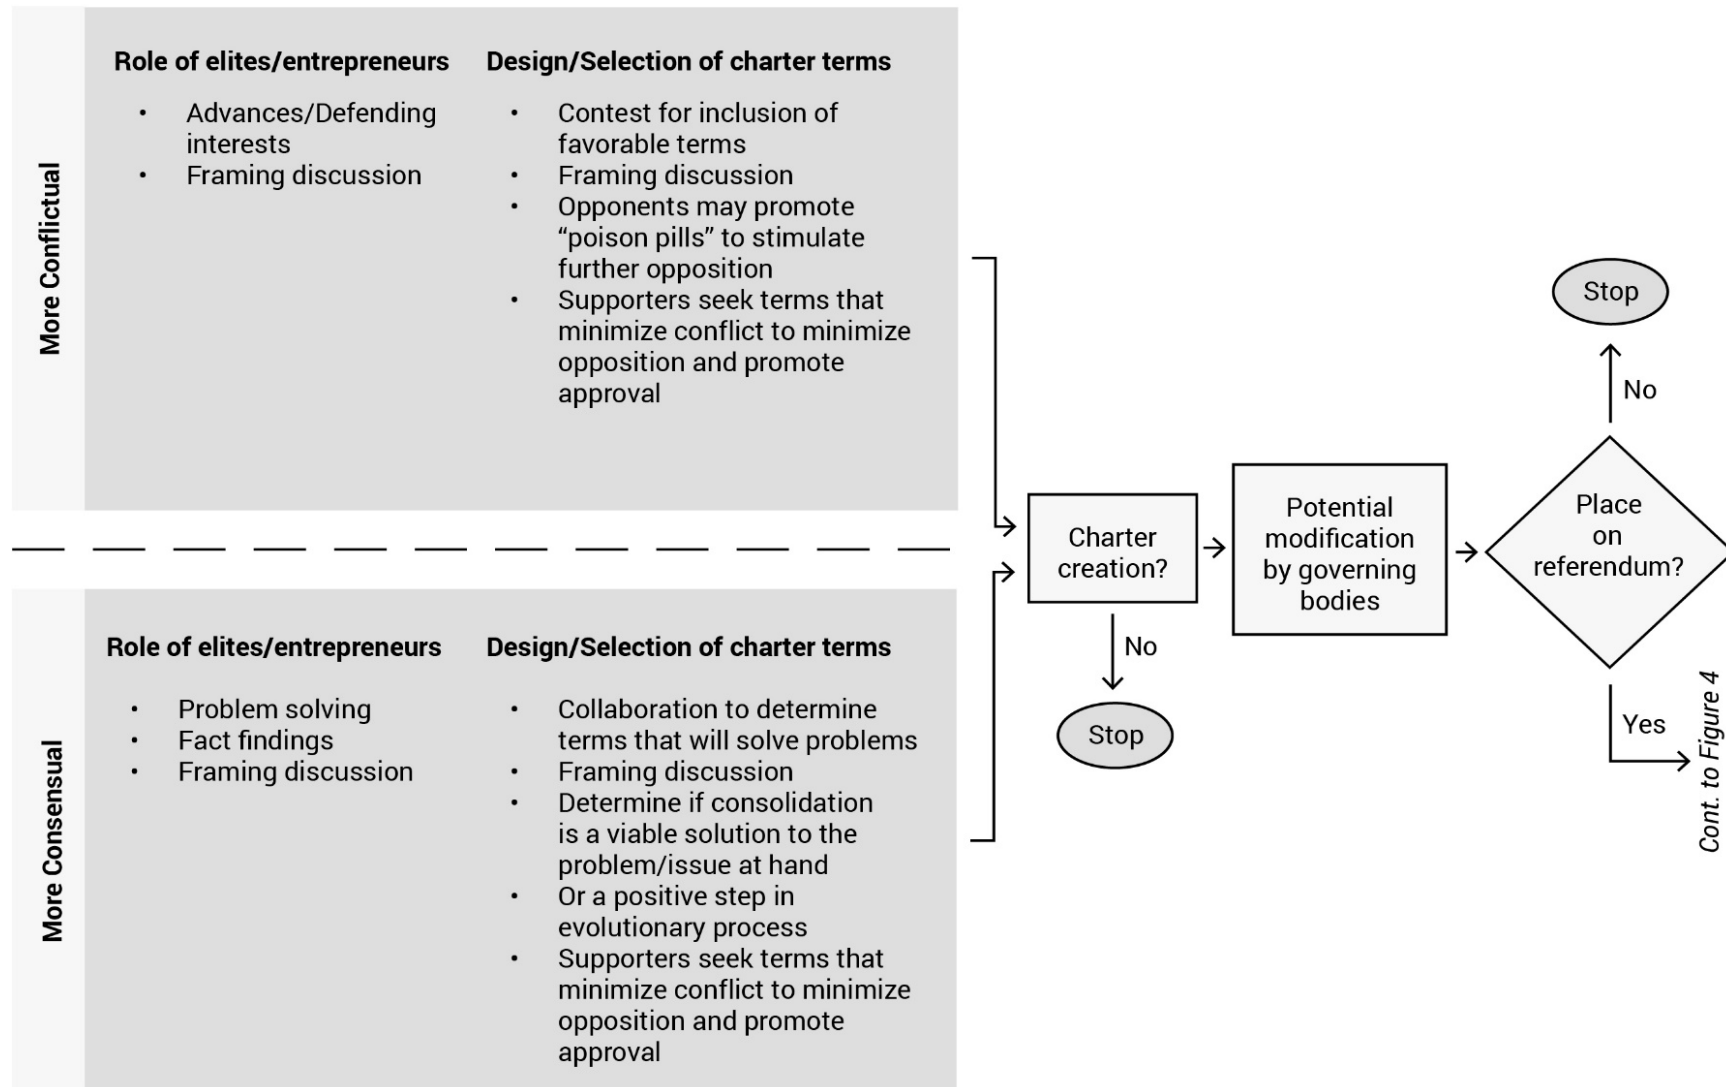 More Conflictual
Role of elites/entrepreneurs
• Advances/Defending
interests
• Framing discussion
Design/Selection of charter terms
• Contest for inclusion of
favorable terms
• Framing discussion
• Opponents may promote
“poison pills” to stimulate
further opposition
• Supporters seek terms that
minimize conflict to minimize
opposition and promote
approval
More Consensual
Role of elites/entrepreneurs
• Problem solving
• Fact findings
• Framing discussion
Design/Selection of charter terms
• Collaboration to determine
terms that will solve problems
• Framing discussion
• Determine if consolidation
is a viable solution to the
problem/issue at hand
• Or a positive step in
evolutionary process
• Supporters seek terms that
minimize conflict to minimize
opposition and promote
approval
Charter
creation?
No
Stop
Potential
modification
by governing
bodies
Place
on
referendum?
No
Stop
Yes
Cont. to Figure 4